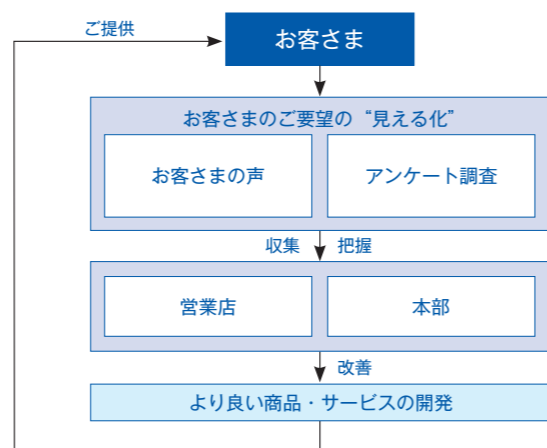 ご提供
お客さま
お客さまのご要望の“見える化”
お客さまの声
アンケート調査
収集
把握
営業店
本部
改善
より良い商品・サービスの開発